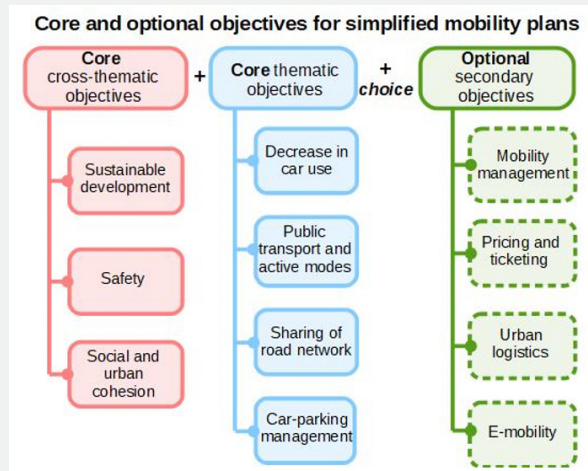 Core and optional objectives for simplified mobility plans
Core
cross-thematic
objectives
+
Core thematic
objectives
+
choice
Optional
secondary
objectives
Sustainable
development
Safety
Social and
urban
cohesion
Decrease in
car use
Public
transport and
active modes
Sharing of
road network
Car-parking
management
Mobility
management
Pricing and
ticketing
Urban
logistics
E-mobility